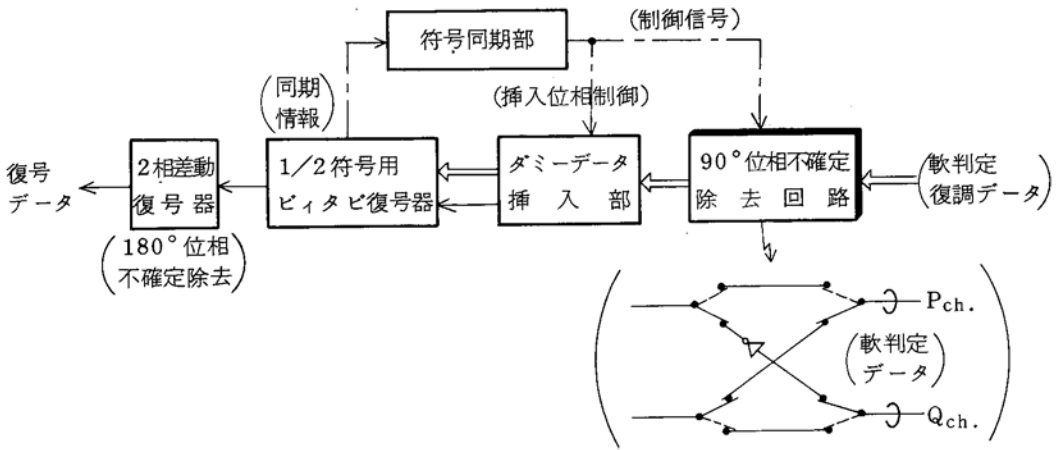 符号同期部
(制御信号)
(同期
情報)
(挿入位相制御)
復号
データ
2相差動
復号器
1/2符号用
ビィタビ復号器
ダミーデータ
挿入部
90°位相不確定
除去回路
(軟判定
復調データ)
(180°位相
不確定除去)
Pch.
(軟判定
データ)
Qch.